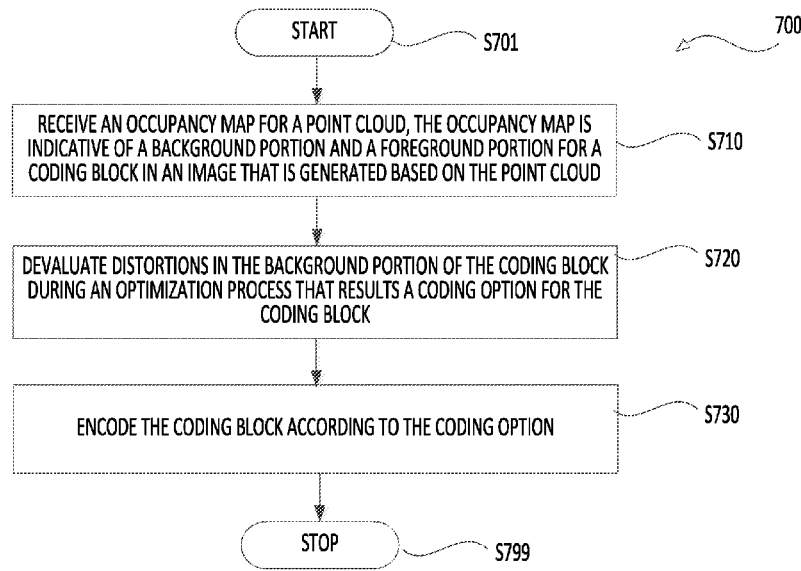 START
S701
700
RECEIVE AN OCCUPANCY MAP FOR A POINT CLOUD, THE OCCUPANCY MAP IS
INDICATIVE OF A BACKGROUND PORTION AND A FOREGROUND PORTION FOR A
CODING BLOCK IN AN IMAGE THAT IS GENERATED BASED ON THE POINT CLOUD
S710
DEVALUATE DISTORTIONS IN THE BACKGROUND PORTION OF THE CODING BLOCK
DURING AN OPTIMIZATION PROCESS THAT RESULTS A CODING OPTION FOR THE
CODING BLOCK
S720
ENCODE THE CODING BLOCK ACCORDING TO THE CODING OPTION
S730
STOP
S799